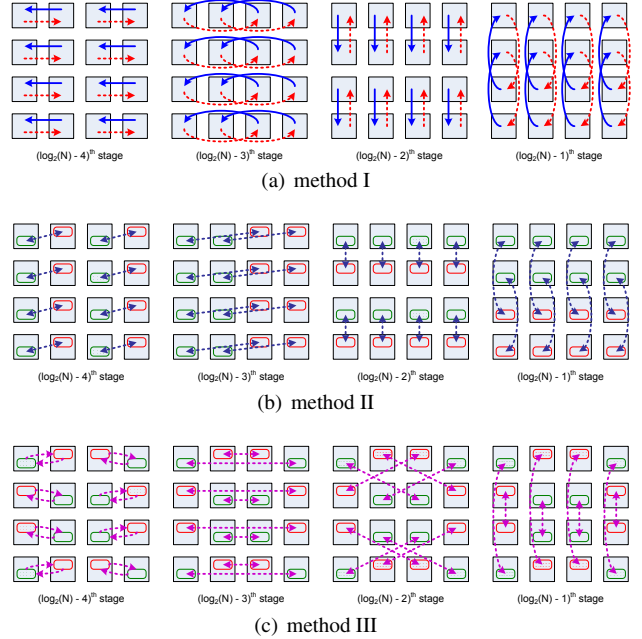 (log₂(N) - 4)ᵗʰ stage (log₂(N) - 3)ᵗʰ stage (log₂(N) - 2)ᵗʰ stage (log₂(N) - 1)ᵗʰ stage
(a) method I
(log₂(N) - 4)ᵗʰ stage (log₂(N) - 3)ᵗʰ stage (log₂(N) - 2)ᵗʰ stage (log₂(N) - 1)ᵗʰ stage
(b) method II
(log₂(N) - 4)ᵗʰ stage (log₂(N) - 3)ᵗʰ stage (log₂(N) - 2)ᵗʰ stage (log₂(N) - 1)ᵗʰ stage
(c) method III